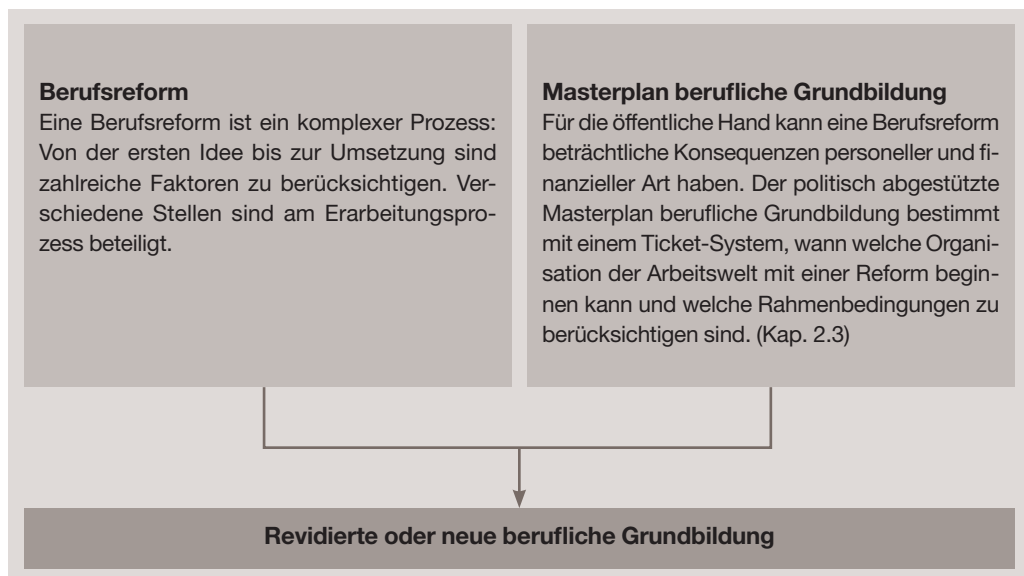 Berufsreform
Eine Berufsreform ist ein komplexer Prozess:
Von der ersten Idee bis zur Umsetzung sind
zahlreiche Faktoren zu berücksichtigen. Ver-
schiedene Stellen sind am Erarbeitungspro-
zess beteiligt.
Masterplan berufliche Grundbildung
Für die öffentliche Hand kann eine Berufsreform
beträchtliche Konsequenzen personeller und fi-
nanzieller Art haben. Der politisch abgestützte
Masterplan berufliche Grundbildung bestimmt
mit einem Ticket-System, wann welche Organi-
sation der Arbeitswelt mit einer Reform begin-
nen kann und welche Rahmenbedingungen zu
berücksichtigen sind. (Kap. 2.3)
Revidierte oder neue berufliche Grundbildung